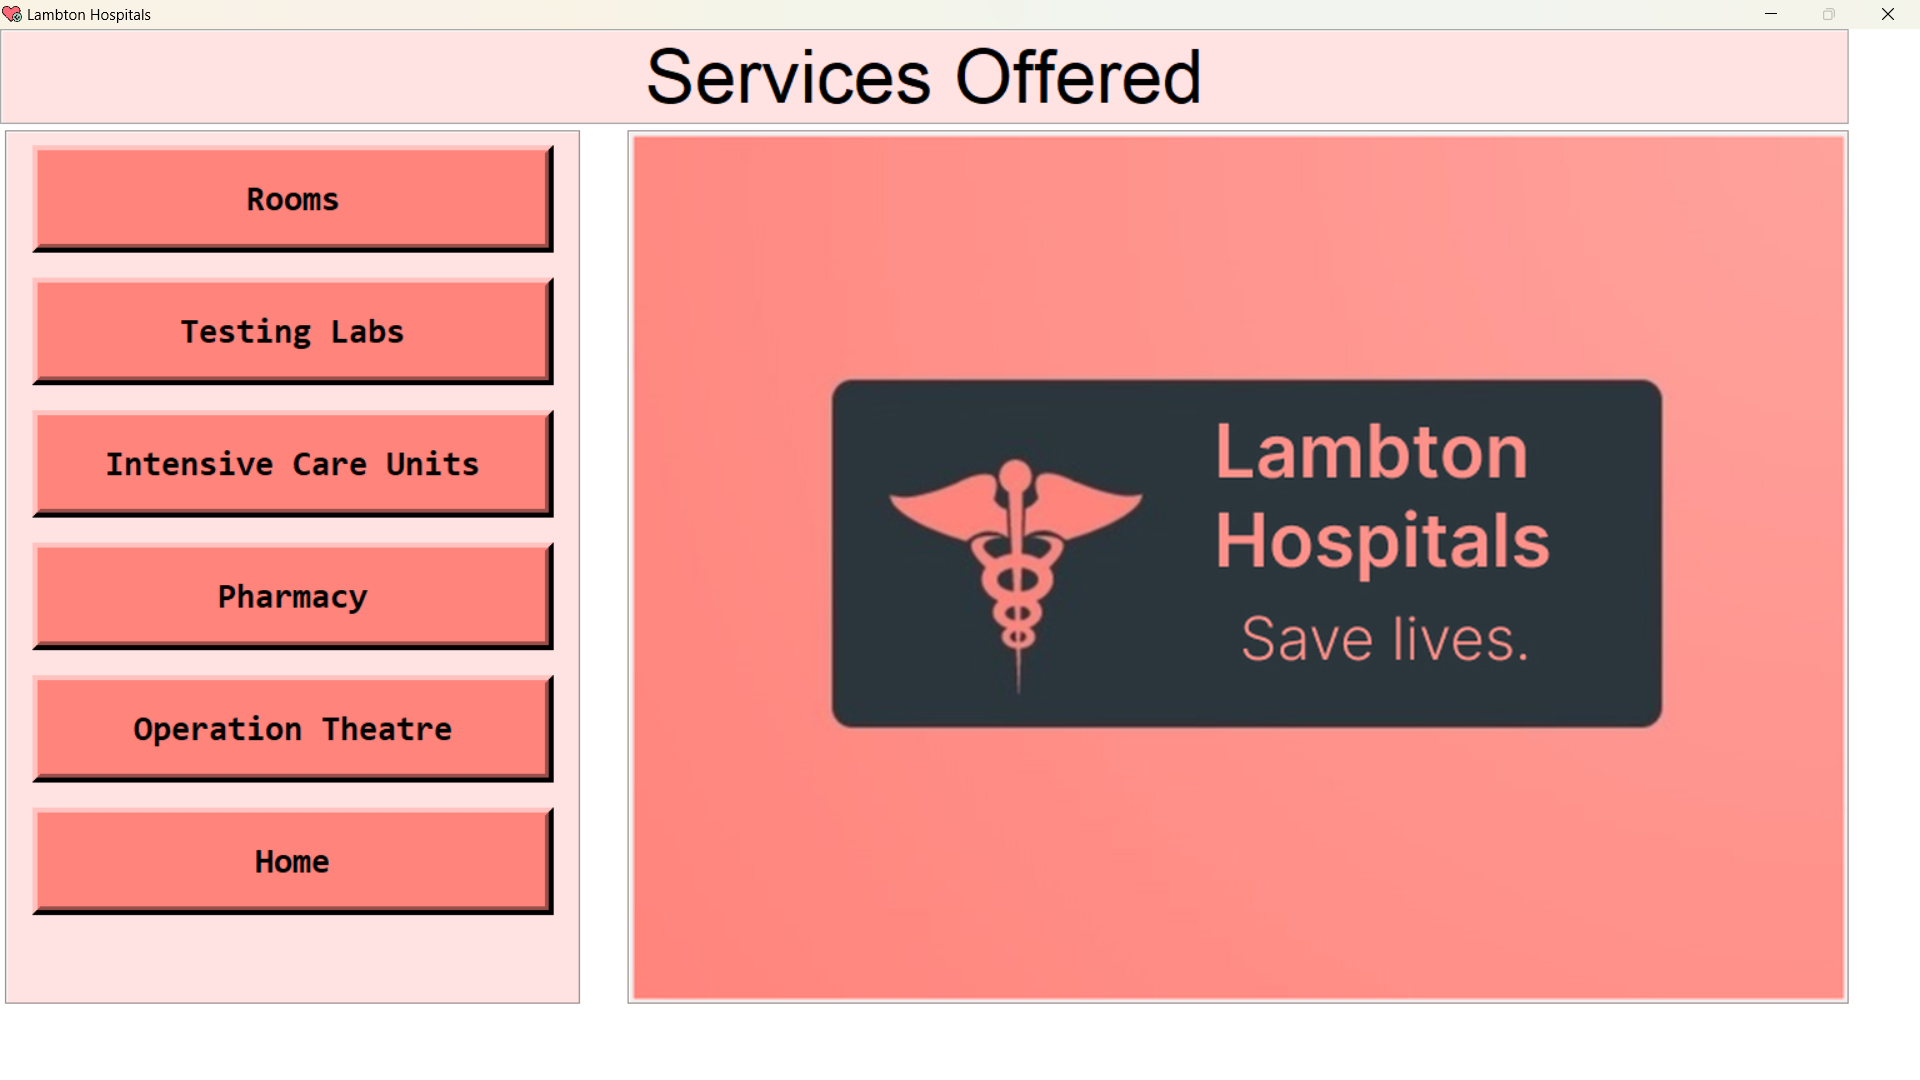 Lambton Hospitals
Services Offered
Rooms
Testing Labs
Intensive Care Units
Pharmacy
Operation Theatre
Home
Lambton
Hospitals
Save lives.